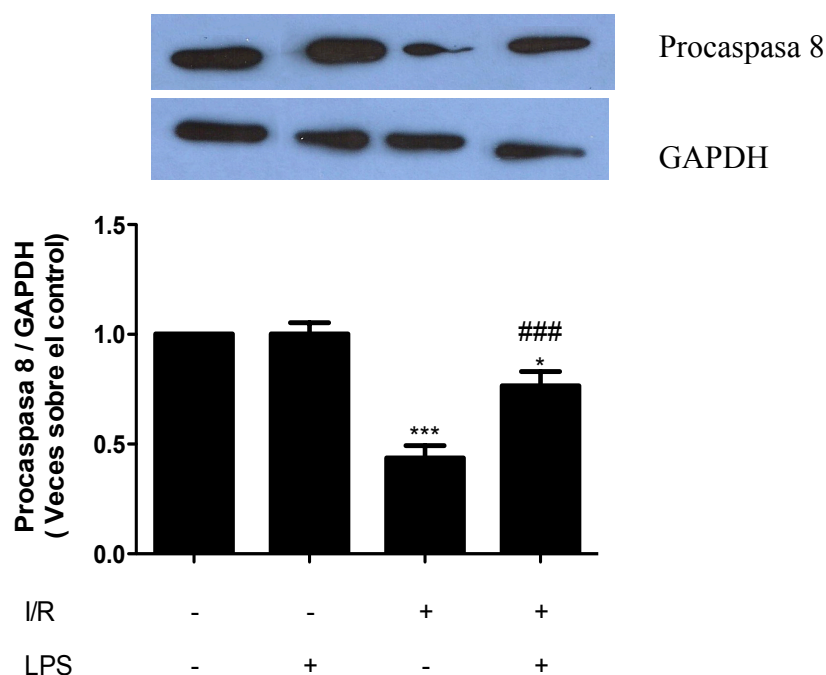 Procaspasa 8
GAPDH
Procaspasa 8 / GAPDH
( Veces sobre el control)
1.5
1.0
0.5
0.0
***
###
*
I/R - - + +
LPS - + - +